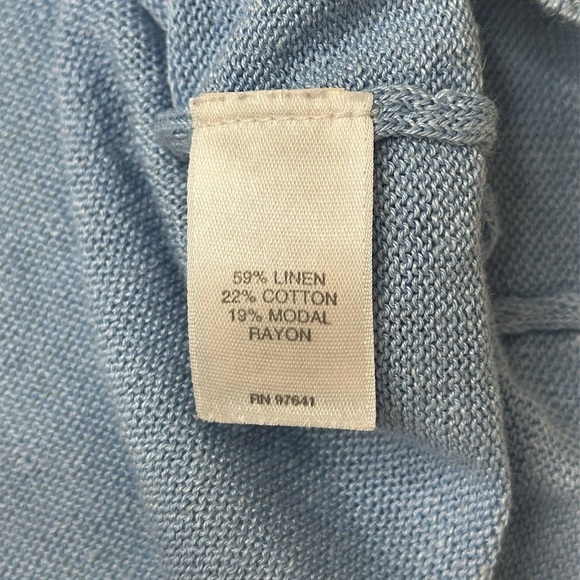 59% LINEN
22% COTTON
19% MODAL
RAYON
RN 97641